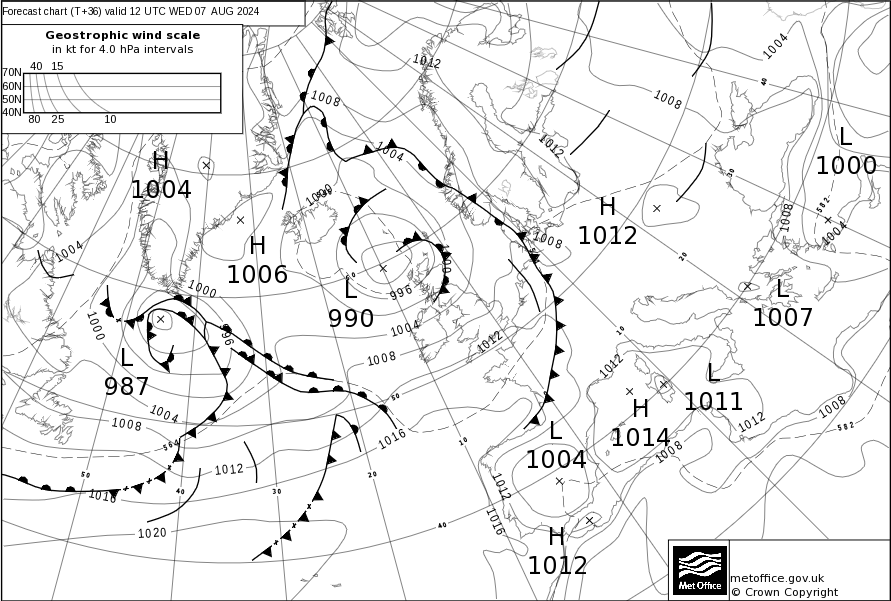 Forecast chart (T+36) valid 12 UTC WED 07 AUG 2024
Geostrophic wind scale
in kt for 4.0 hPa intervals
40 15
70N
60N
50N
40N
80 25 10
1012
1004
1008
1008
1004
1012
L
1000
H
1004
1000
H
1012
1008
582
1004
1008
1004
H
1006
1000
L
990
996
1000
L
1007
1000
996
1004
1012
1008
L
987
1012
L
1011
1004
1008
H
1014
1012
1008
582
1016
564
L
1004
1008
1012
1016
1012
1016
1020
H
1012
50
40
30
20
10
40
50
60
10
20
30
40
Met Office
metoffice.gov.uk
© Crown Copyright